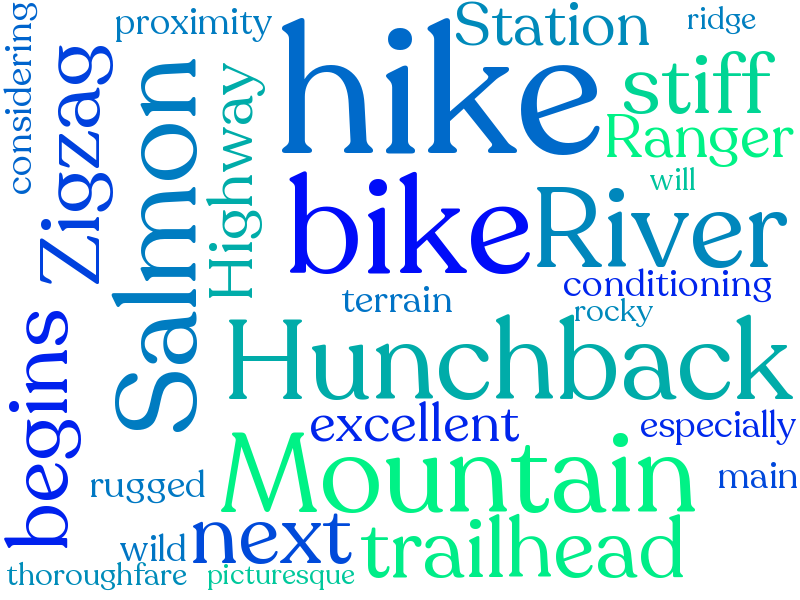 considering
proximity
Station
ridge
Zigzag
Salmon
Highway
hike
stiff
Ranger
will
bike
River
conditioning
terrain
rocky
begins
Hunchback
excellent
especially
Mountain
main
rugged
wild
next
trailhead
thoroughfare
picturesque